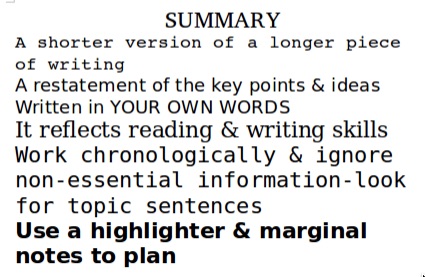 SUMMARY
A shorter version of a longer piece
of writing
A restatement of the key points & ideas
Written in YOUR OWN WORDS
It reflects reading & writing skills
Work chronologically & ignore
non-essential information-look
for topic sentences
Use a highlighter & marginal
notes to plan